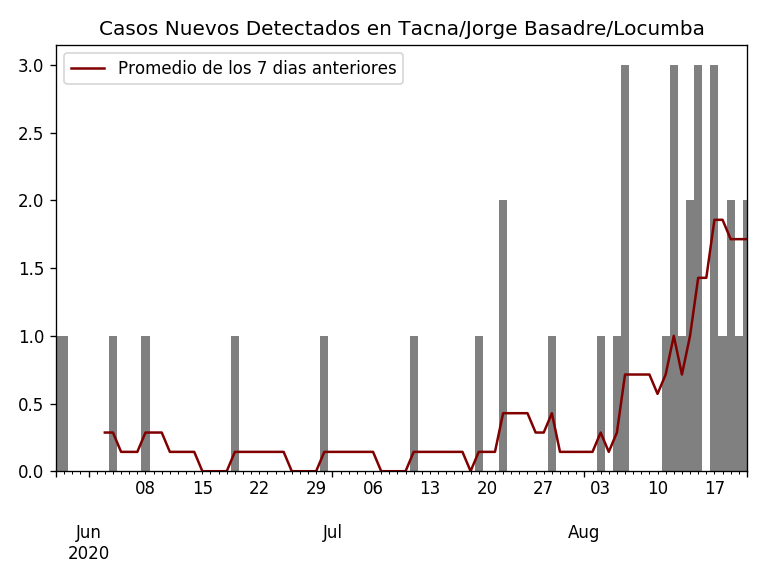 Casos Nuevos Detectados en Tacna/Jorge Basadre/Locumba
Promedio de los 7 dias anteriores
3.0
2.5
2.0
1.5
1.0
0.5
0.0
08 15 22 29 06 13 20 27 03 10 17
Jun Jul Aug
2020